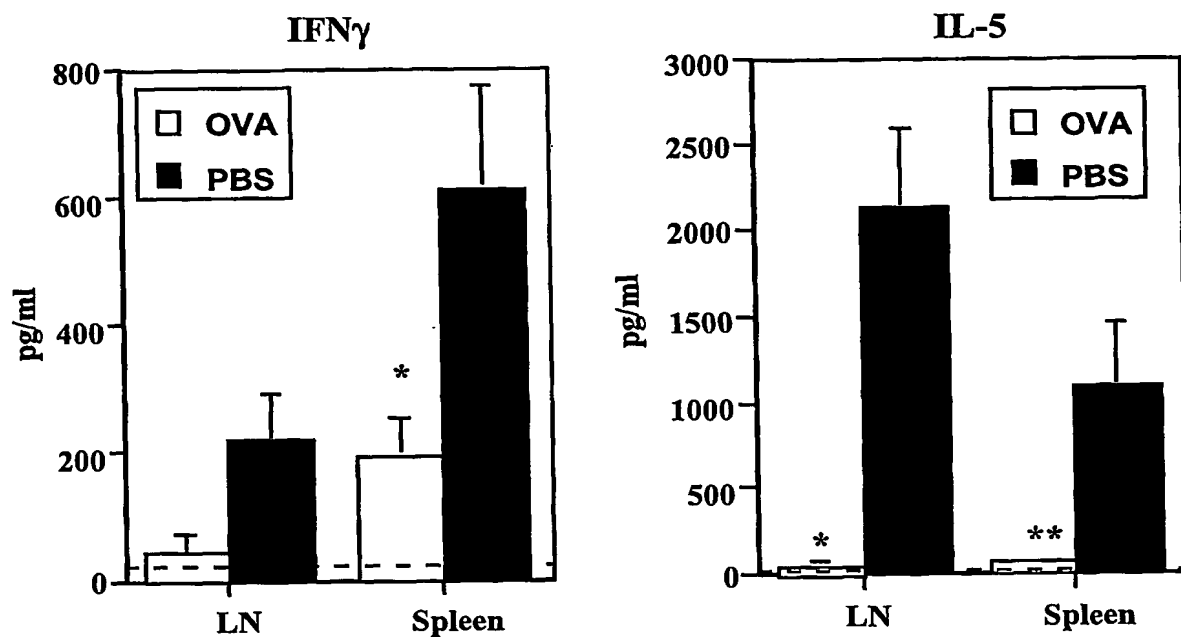 IFNγ
pg/ml
800
600
400
200
0
OVA
PBS
*
LN Spleen
IL-5
pg/ml
3000
2500
2000
1500
1000
500
0
OVA
PBS
* **
LN Spleen